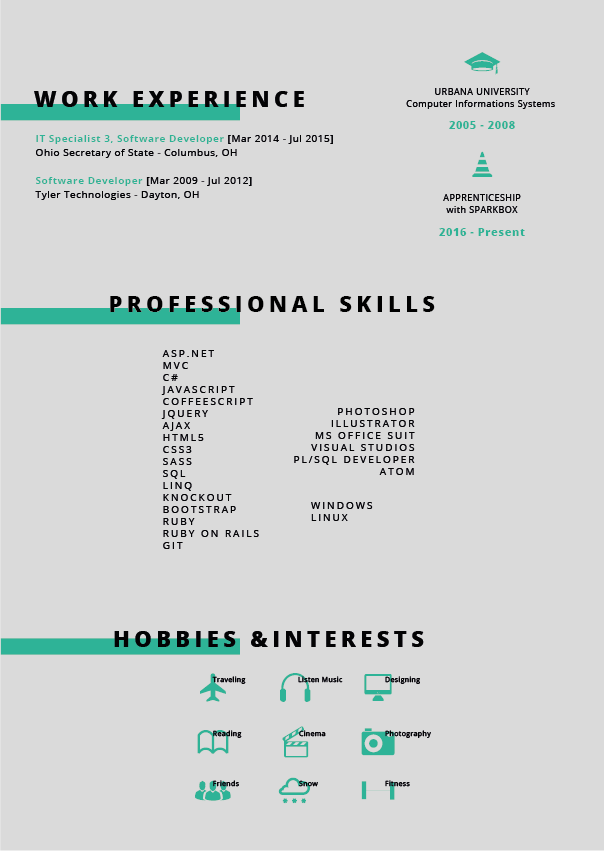 WORK EXPERIENCE
IT Specialist 3, Software Developer [Mar 2014 - Jul 2015]
Ohio Secretary of State - Columbus, OH
Software Developer [Mar 2009 - Jul 2012]
Tyler Technologies - Dayton, OH
URBANA UNIVERSITY
Computer Informations Systems
2005 - 2008
APPRENTICESHIP
with SPARKBOX
2016 - Present
PROFESSIONAL SKILLS
ASP.NET
MVC
C#
JAVASCRIPT
COFFEESCRIPT
JQUERY
AJAX
HTML5
CSS3
SASS
SQL
LINQ
KNOCKOUT
BOOTSTRAP
RUBY
RUBY ON RAILS
GIT
PHOTOSHOP
ILLUSTRATOR
MS OFFICE SUIT
VISUAL STUDIOS
PL/SQL DEVELOPER
ATOM
WINDOWS
LINUX
HOBBIES &INTERESTS
Traveling
Listen Music
Designing
Reading
Cinema
Photography
Friends
Snow
Fitness